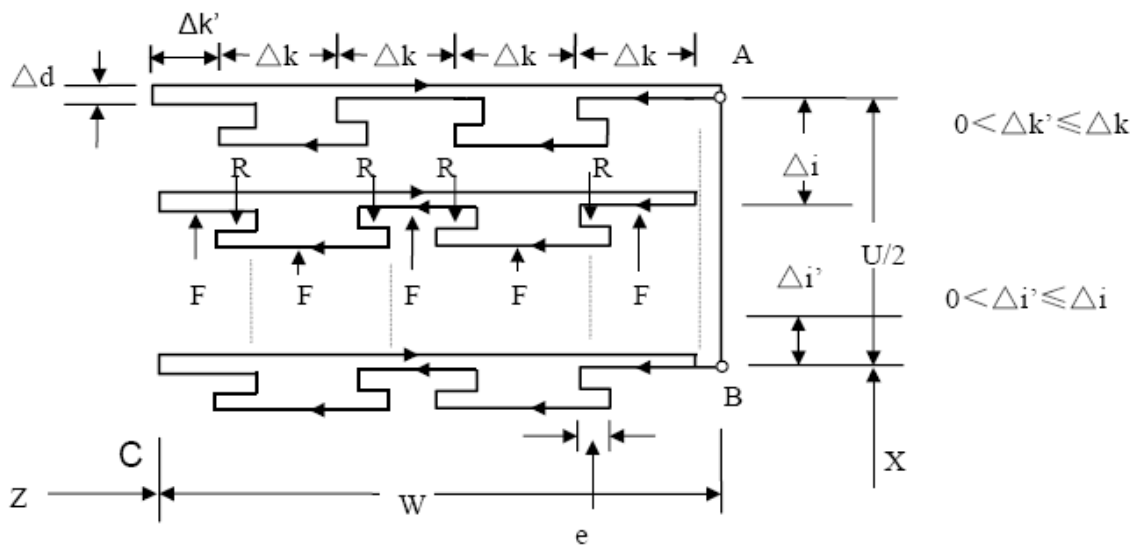 Δk’
△k △k △k △k
A
△d
0<△k’≤△k
△i
R R R R
U/2
△i’
F F F F F
0<△i’≤△i
B
C
X
Z
W
e